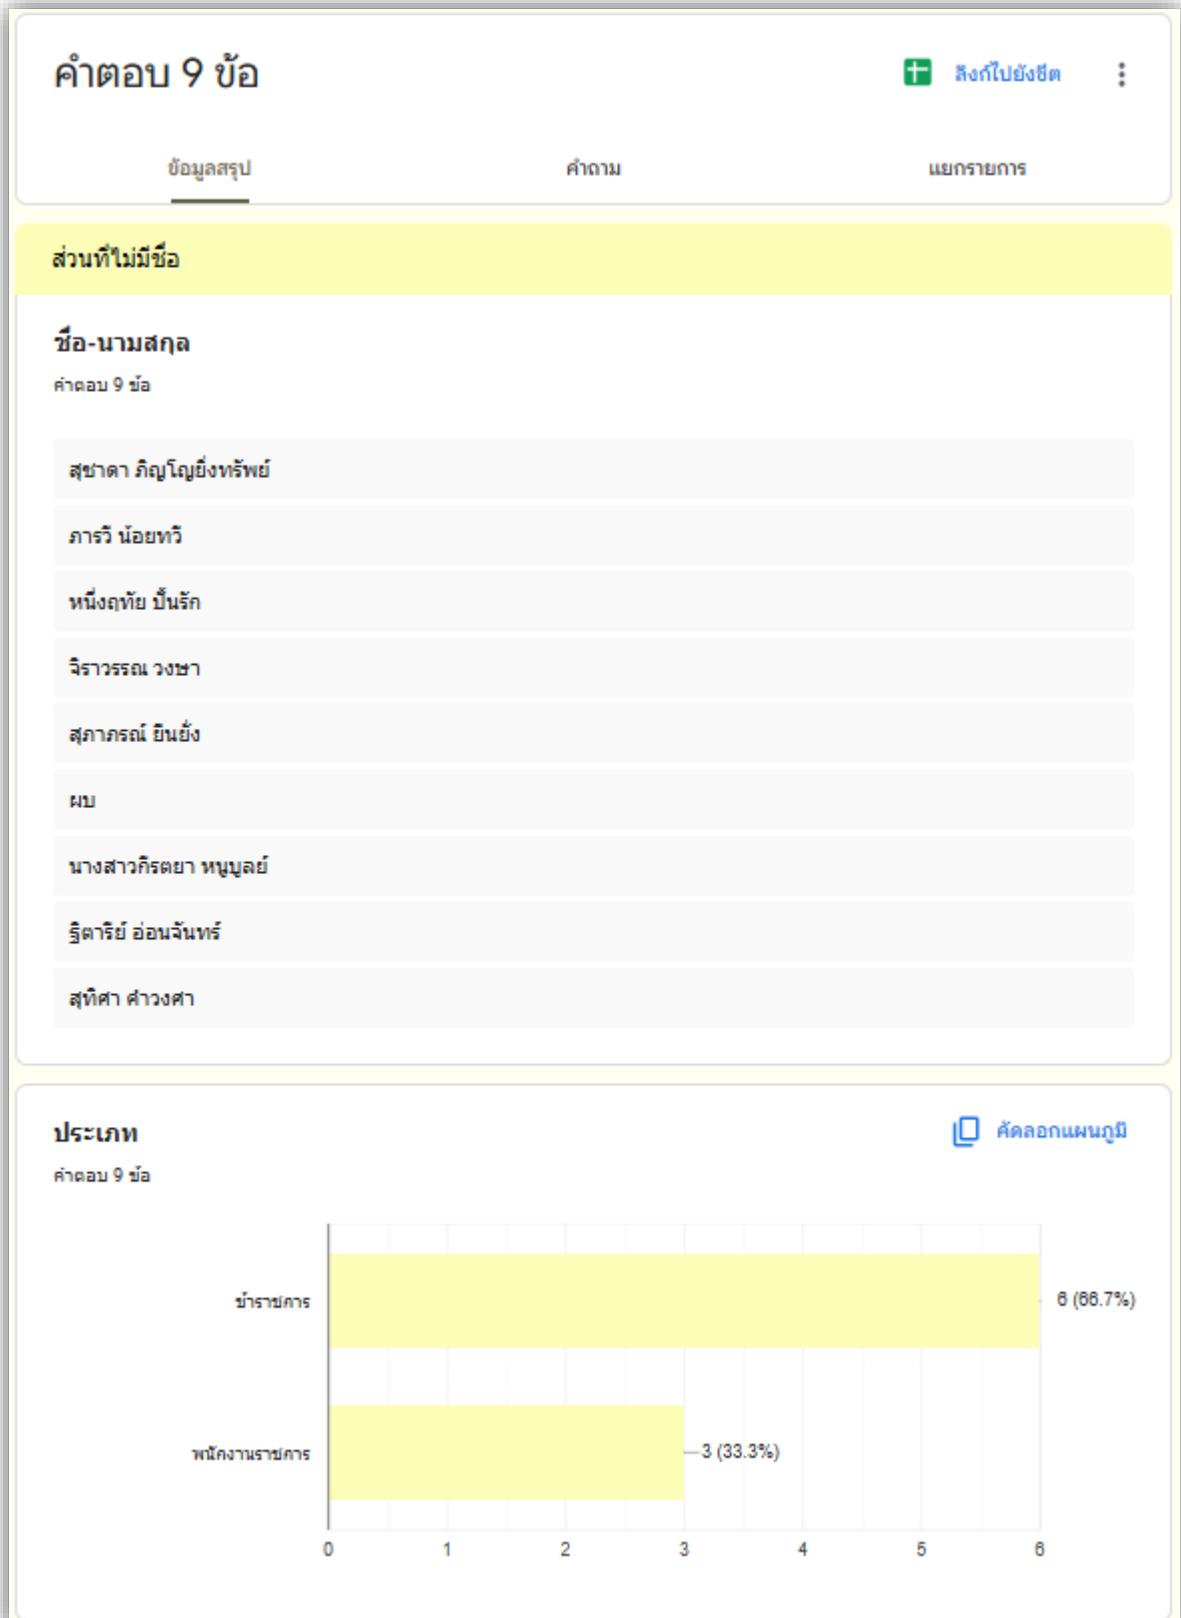 คำตอบ 9 ข้อ
ลิงก์ไปยังชีต
ข้อมูลสรุป
คำถาม
แยกรายการ
ส่วนที่ไม่มีชื่อ
ชื่อ-นามสกุล
คำตอบ 9 ข้อ
สุชาดา ภิญโญยิ่งทรัพย์
ภารวี น้อยทวี
หนึ่งฤทัย ปิ้นรัก
จิราวรรณ วงษา
สุภาภรณ์ ยืนยั่ง
ผบ
นางสาวกีรตยา หนูบูลย์
ฐิตารีย์ อ่อนจันทร์
สุทิศา คำวงศา
ประเภท
คัดลอกแผนภูมิ
คำตอบ 9 ข้อ
ข้าราชการ
6 (66.7%)
พนักงานราชการ
3 (33.3%)
0 1 2 3 4 5 6